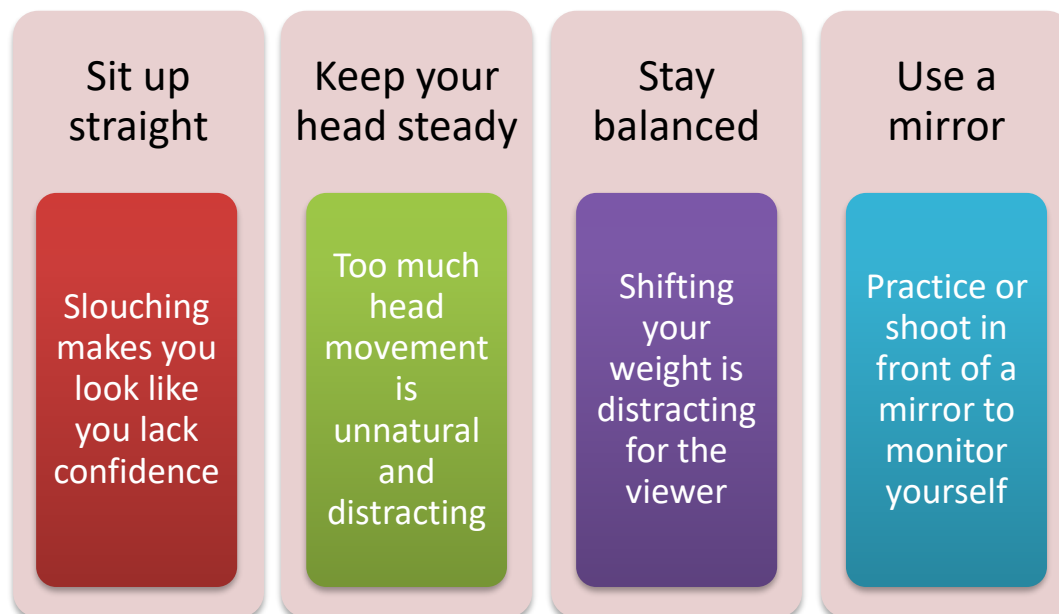 Sit up
straight
Slouching
makes you
look like
you lack
confidence
Keep your
head steady
Too much
head
movement
is
unnatural
and
distracting
Stay
balanced
Shifting
your
weight is
distracting
for the
viewer
Use a
mirror
Practice or
shoot in
front of a
mirror to
monitor
yourself